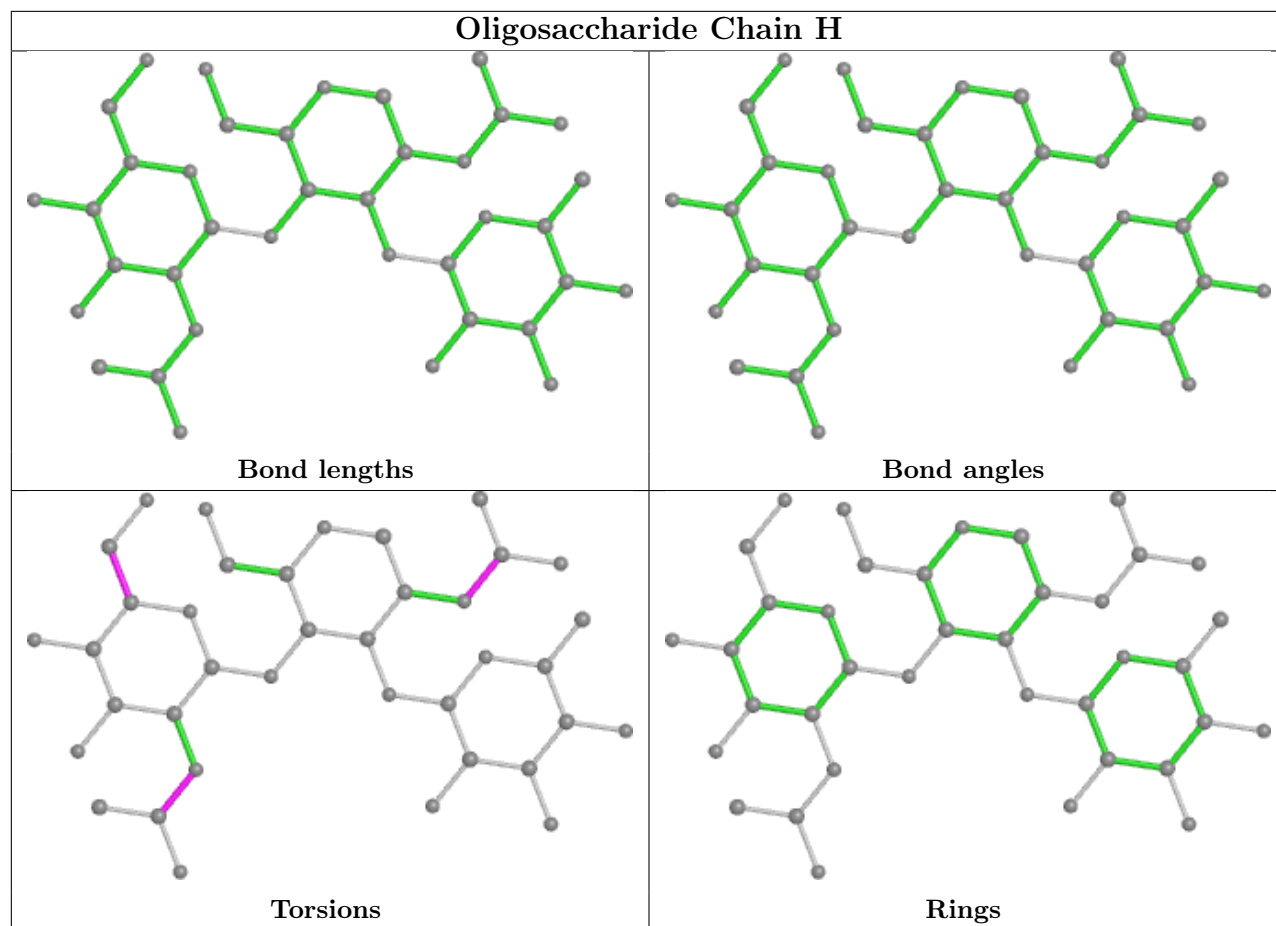 Oligosaccharide Chain H
Bond lengths
Bond angles
Torsions
Rings